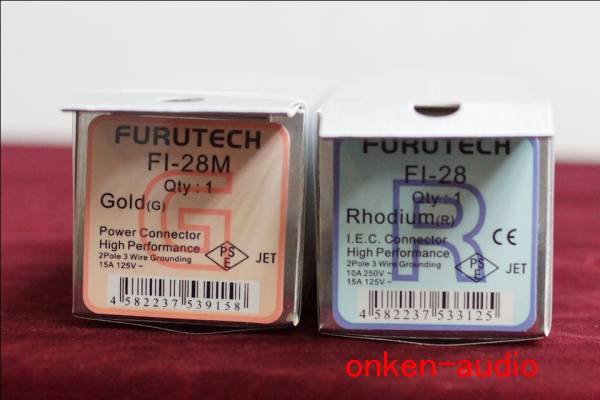 FURUTECH
FI-28M
Qty : 1
Gold(G)
G
Power Connector
High Performance
2Pole 3 Wire Grounding
15A 125V~
PS
E
JET
4 582237 539158
FURUTECH
FI-28
Qty : 1
Rhodium(R)
R
I.E.C. Connector
High Performance
2Pole 3 Wire Grounding
10A 250V~
15A 125V~
CE
PS
E
JET
4 582237 533125
onken-audio